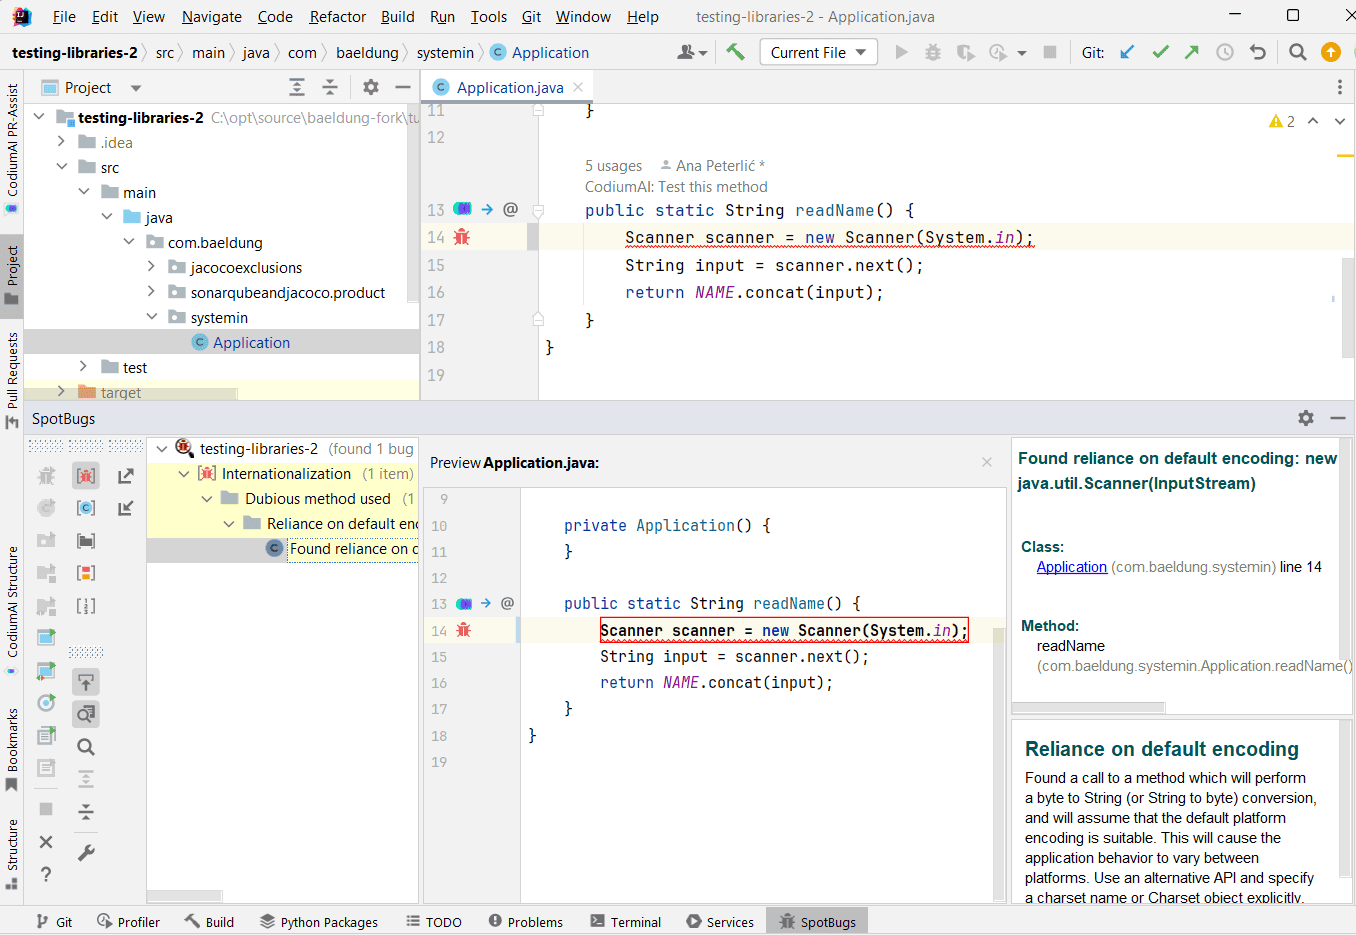 File Edit View Navigate Code Refactor Build Run Tools Git Window Help testing-libraries-2 - Application.java
testing-libraries-2 src main java com baeldung systemin Application Current File Git:
Project
Application.java
testing-libraries-2 C:\opt\source\baeldung-fork\tu
.idea
src
main
java
com.baeldung
jacocoexclusions
sonarqubeandjacoco.product
systemin
Application
test
target
CodiumAI PR-Assist
Project
Pull Requests
CodiumAI Structure
Bookmarks
Structure
2
11 }
12
5 usages Ana Peterlić *
CodiumAI: Test this method
13 @ public static String readName() {
14 Scanner scanner = new Scanner(System.in);
15 String input = scanner.next();
16 return NAME.concat(input);
17 }
18 }
19
SpotBugs
testing-libraries-2 (found 1 bug
Internationalization (1 item)
Dubious method used (1
Reliance on default enc
Found reliance on d
Preview Application.java:
9
10 private Application() {
11 }
12
13 @ public static String readName() {
14 Scanner scanner = new Scanner(System.in);
15 String input = scanner.next();
16 return NAME.concat(input);
17 }
18 }
19
Found reliance on default encoding: new
java.util.Scanner(InputStream)
Class:
Application (com.baeldung.systemin) line 14
Method:
readName
(com.baeldung.systemin.Application.readName()
Reliance on default encoding
Found a call to a method which will perform
a byte to String (or String to byte) conversion,
and will assume that the default platform
encoding is suitable. This will cause the
application behavior to vary between
platforms. Use an alternative API and specify
a charset name or Charset object explicitly.
Git Profiler Build Python Packages TODO Problems Terminal Services SpotBugs